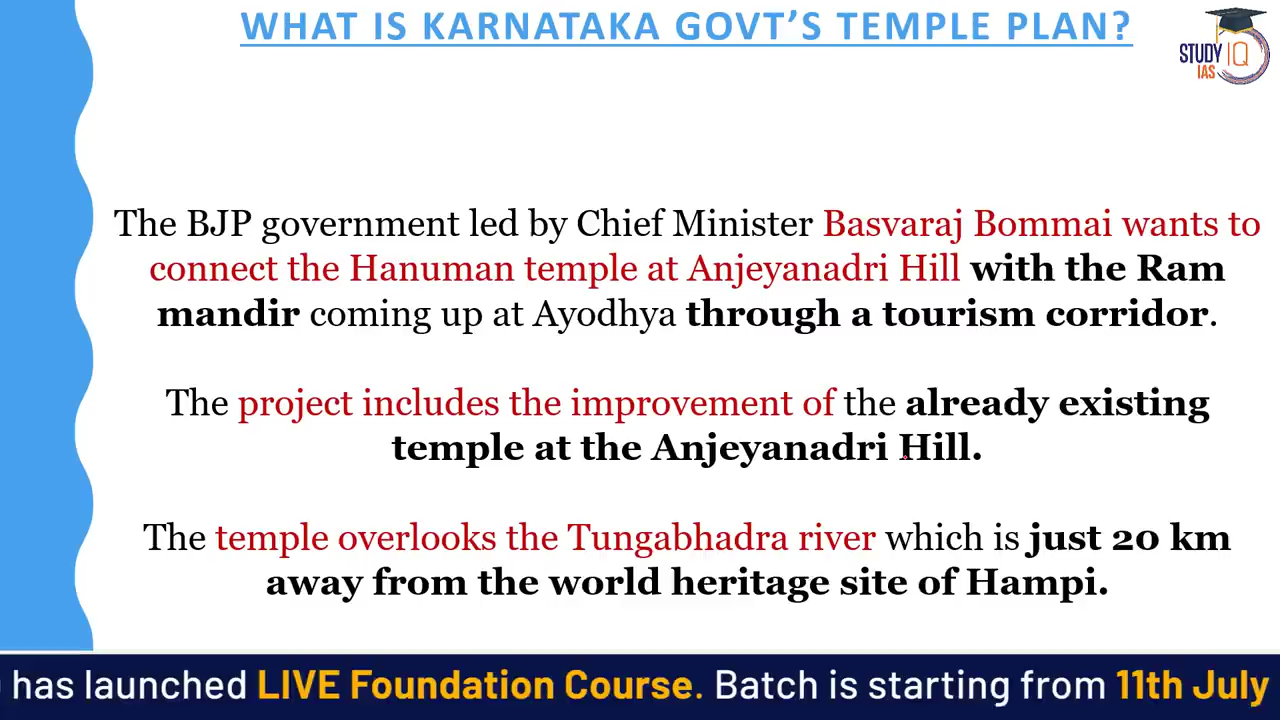 WHAT IS KARNATAKA GOVT'S TEMPLE PLAN?
STUDY IQ
IAS
The BJP government led by Chief Minister Basvaraj Bommai wants to
connect the Hanuman temple at Anjeyanadri Hill with the Ram
mandir coming up at Ayodhya through a tourism corridor.
The project includes the improvement of the already existing
temple at the Anjeyanadri Hill.
The temple overlooks the Tungabhadra river which is just 20 km
away from the world heritage site of Hampi.
has launched LIVE Foundation Course. Batch is starting from 11th July